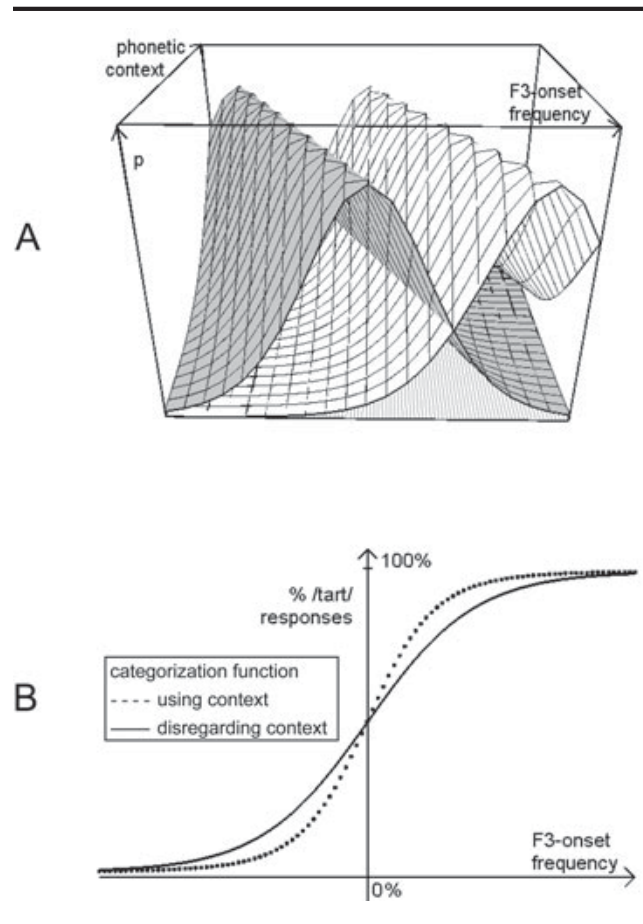 phonetic
context
F3-onset
frequency
p
A
100%
% /tart/
responses
categorization function
using context
disregarding context
B
F3-onset
frequency
0%